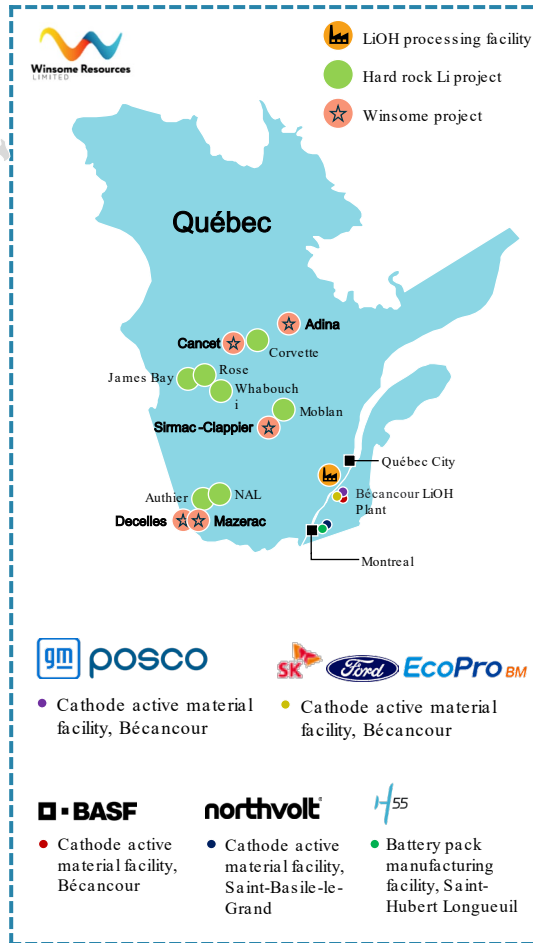 Winsome Resources
LIMITED
LiOH processing facility
Hard rock Li project
Winsome project
Québec
Adina
Cancet
Corvette
Rose
James Bay
Whabouch
i
Moblan
Sirmac -Clappier
Québec City
Bécancour LiOH
Plant
NAL
Authier
Decelles
Mazerac
Montreal
gm posco
SK Ford EcoPro BM
Cathode active material
facility, Bécancour
Cathode active material
facility, Bécancour
BASF
northvolt
H55
Cathode active
material facility,
Bécancour
Cathode active
material facility,
Saint-Basile-le-
Grand
Battery pack
manufacturing
facility, Saint-
Hubert Longueuil